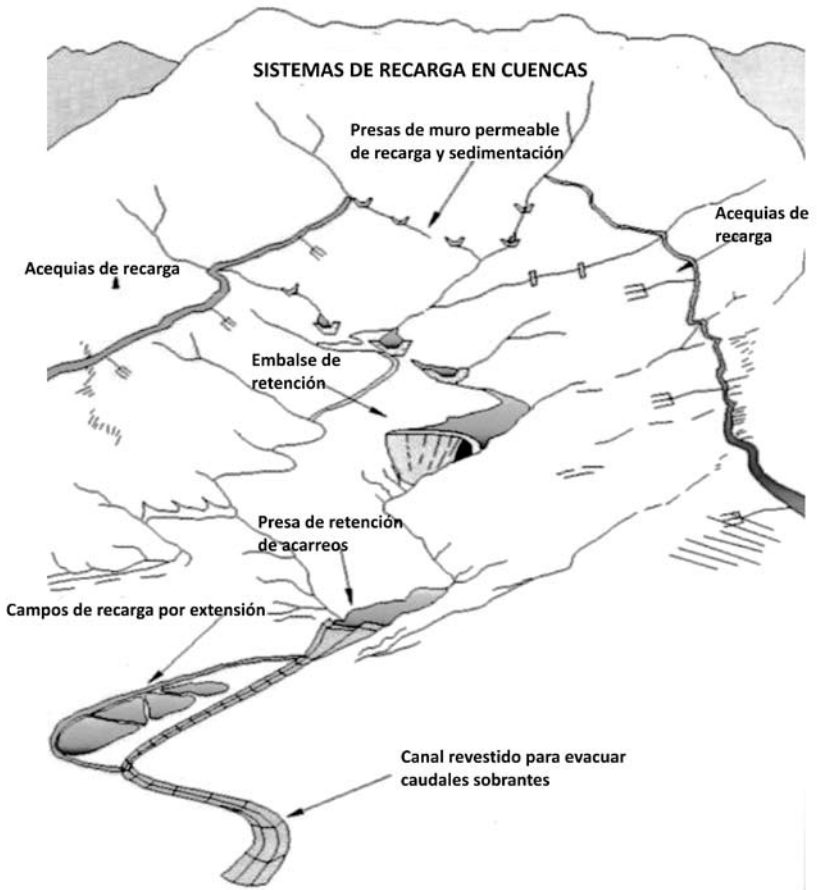 SISTEMAS DE RECARGA EN CUENCAS
Presas de muro permeable
de recarga y sedimentación
Acequias de
recarga
Acequias de recarga
Embalse de
retención
Presa de retención
de acarreos
Campos de recarga por extensión
Canal revestido para evacuar
caudales sobrantes